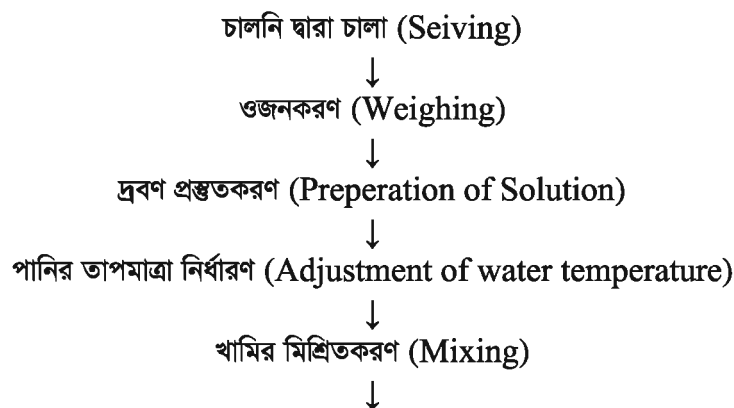 চালনি দ্বারা চালা (Seiving)
↓
ওজনকরণ (Weighing)
↓
দ্রবণ প্রস্তুতকরণ (Preperation of Solution)
↓
পানির তাপমাত্রা নির্ধারণ (Adjustment of water temperature)
↓
খামির মিশ্রিতকরণ (Mixing)
↓